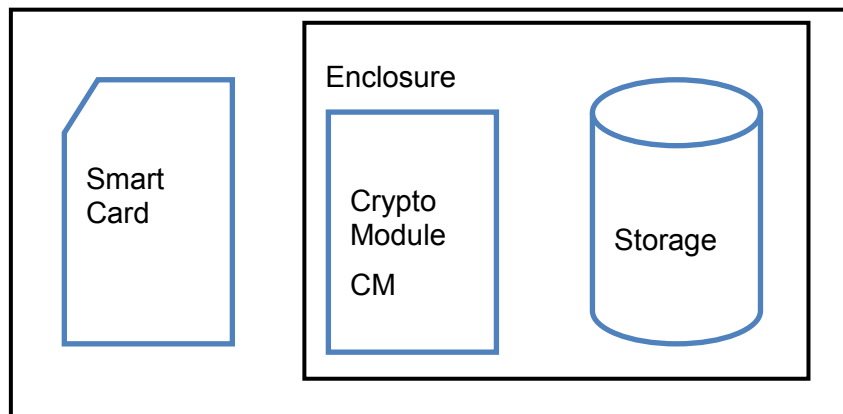 Enclosure
Smart
Card
Crypto
Module
CM
Storage